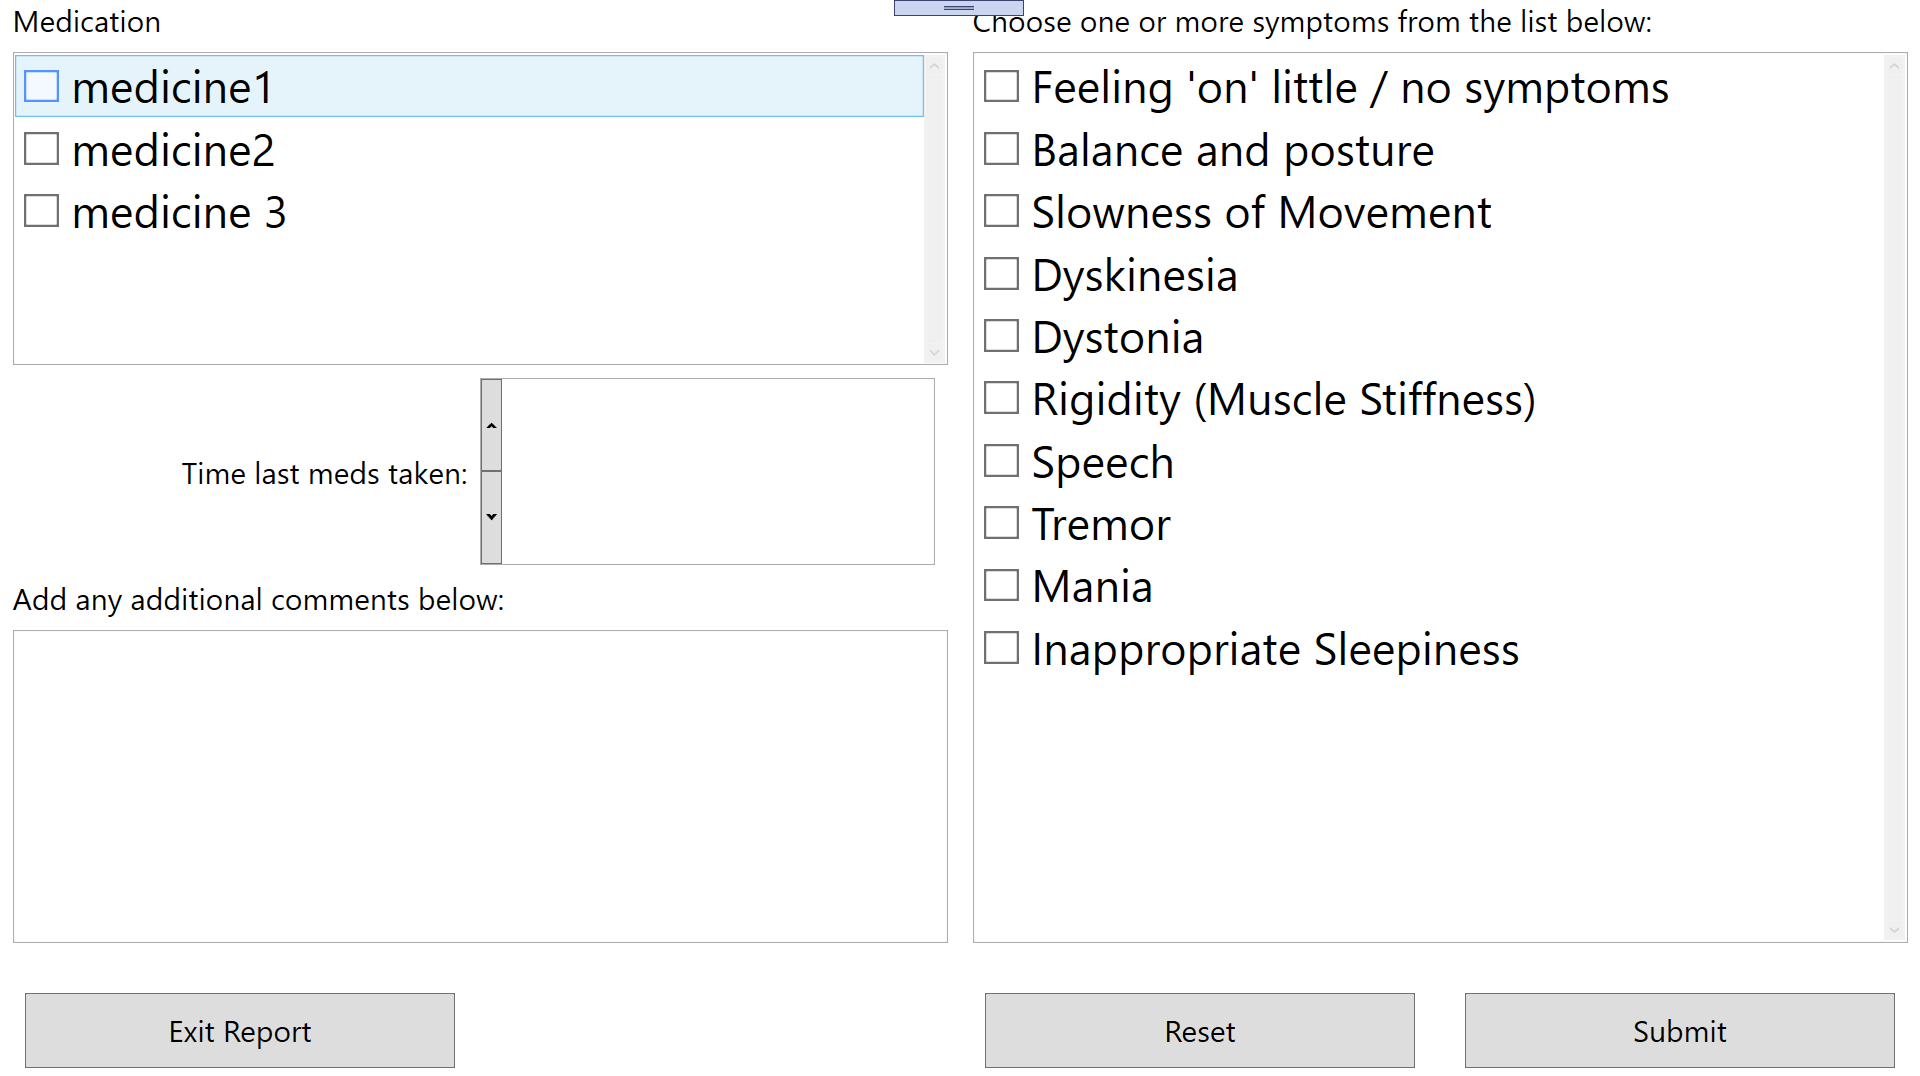 Medication
medicine1
medicine2
medicine 3
Time last meds taken:
Add any additional comments below:
Exit Report
Choose one or more symptoms from the list below:
Feeling 'on' little / no symptoms
Balance and posture
Slowness of Movement
Dyskinesia
Dystonia
Rigidity (Muscle Stiffness)
Speech
Tremor
Mania
Inappropriate Sleepiness
Reset
Submit